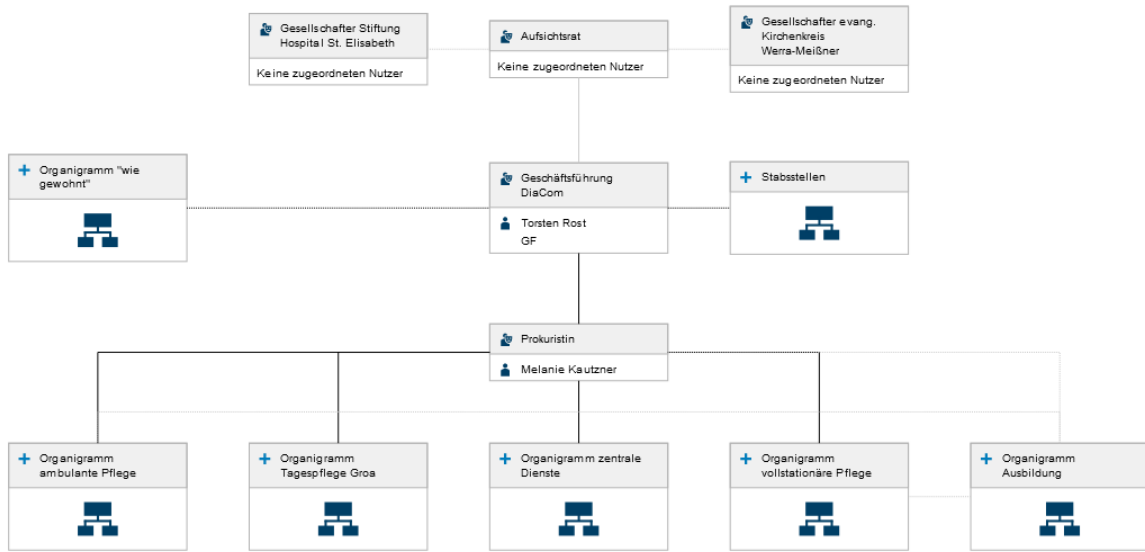 Gesellschafter Stiftung
Hospital St. Elisabeth
Keine zugeordneten Nutzer
Aufsichtsrat
Keine zugeordneten Nutzer
Gesellschafter evang.
Kirchenkreis
Werra-Meißner
Keine zugeordneten Nutzer
Organigramm "wie
gewohnt"
Geschäftsführung
DiaCom
Torsten Rost
GF
Stabsstellen
Prokuristin
Melanie Kautzner
Organigramm
ambulante Pflege
Organigramm
Tagespflege Groa
Organigramm zentrale
Dienste
Organigramm
vollstationäre Pflege
Organigramm
Ausbildung